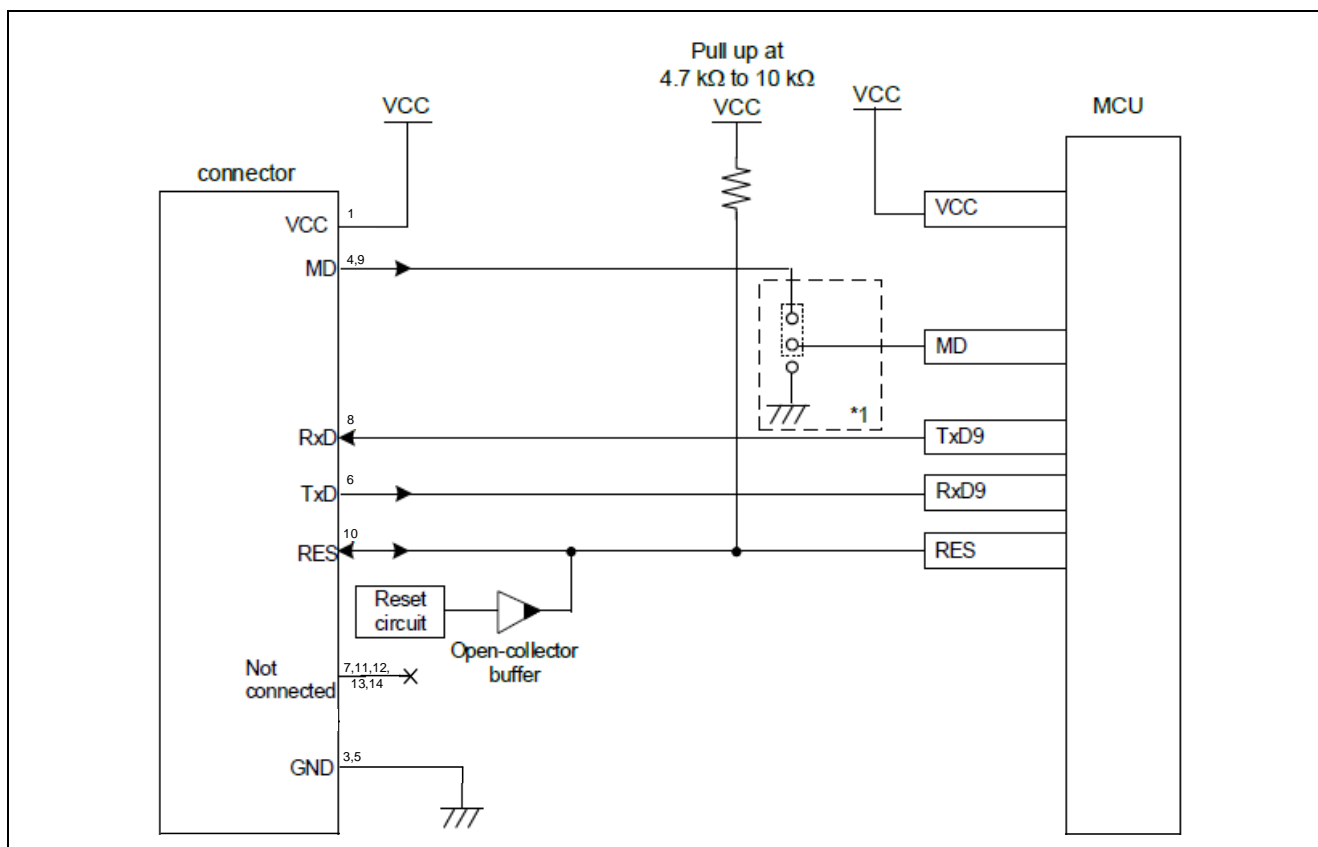 Pull up at
4.7 kΩ to 10 kΩ
VCC
VCC
VCC
MCU
connector
VCC
1
VCC
MD
4,9
MD
*1
RxD
8
TxD9
TxD
6
RxD9
RES
10
RES
Reset
circuit
Open-collector
buffer
Not
connected
7,11,12,
13,14
GND
3,5